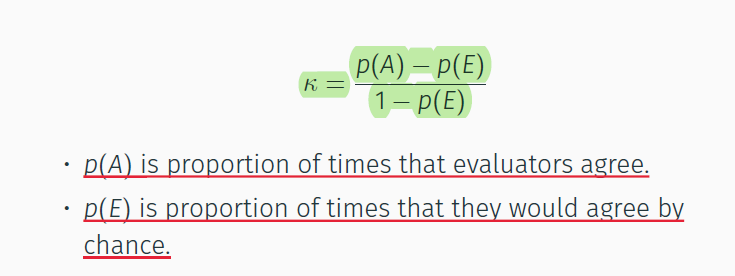 κ = p(A) − p(E) / 1 − p(E)
• p(A) is proportion of times that evaluators agree.
• p(E) is proportion of times that they would agree by
chance.